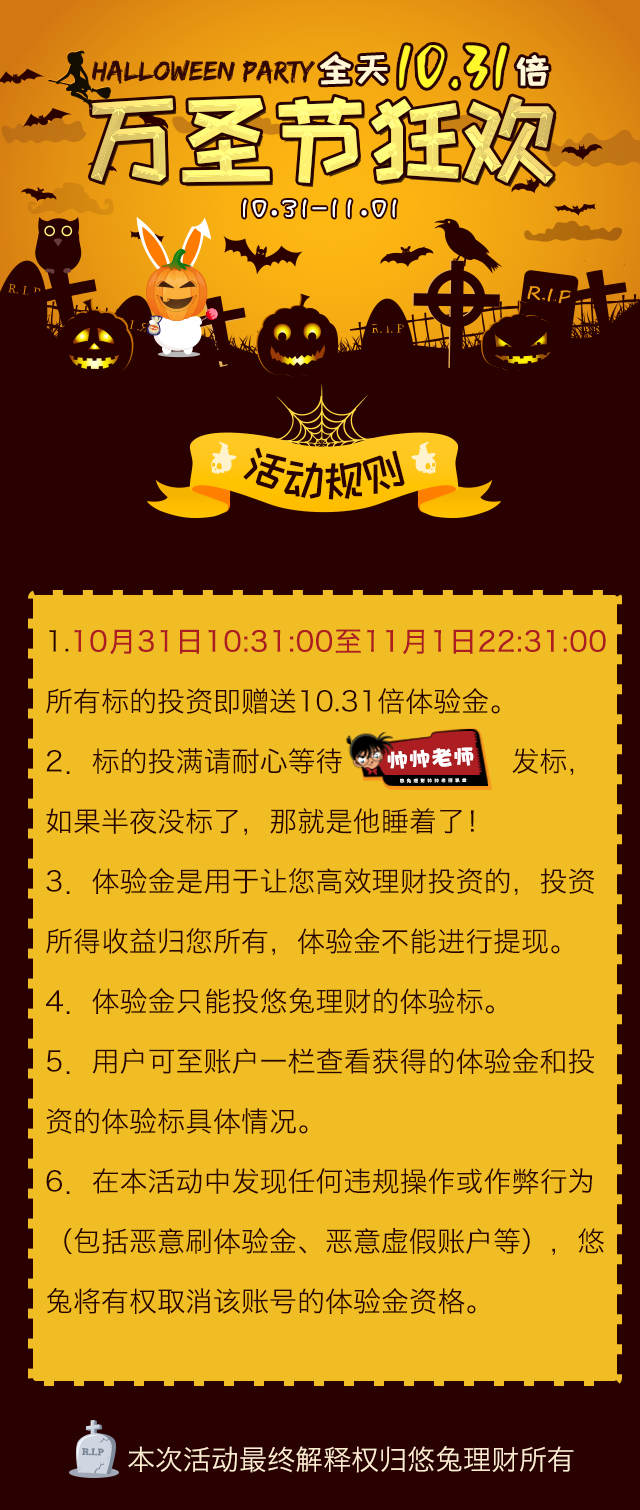 HALLOWEEN PARTY 全天10.31倍
万圣节狂欢
10.31-11.01
R.I.P
R.I.P
R.I.P
活动规则
1.10月31日10:31:00至11月1日22:31:00
所有标的投资即赠送10.31倍体验金。
2．标的投满请耐心等待 帅帅老师 发标，
如果半夜没标了，那就是他睡着了！
3．体验金是用于让您高效理财投资的，投资
所得收益归您所有，体验金不能进行提现。
4．体验金只能投悠兔理财的体验标。
5．用户可至账户一栏查看获得的体验金和投
资的体验标具体情况。
6．在本活动中发现任何违规操作或作弊行为
（包括恶意刷体验金、恶意虚假账户等），悠
兔将有权取消该账号的体验金资格。
R.I.P
本次活动最终解释权归悠兔理财所有